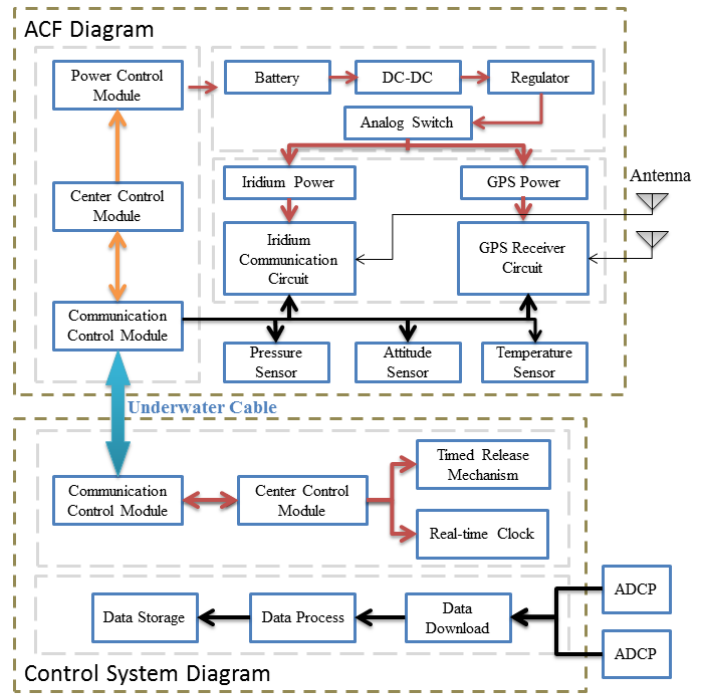 ACF Diagram
Power Control
Module
Battery
DC-DC
Regulator
Analog Switch
Center Control
Module
Iridium Power
GPS Power
Antenna
Iridium
Communication
Circuit
GPS Receiver
Circuit
Communication
Control Module
Pressure
Sensor
Attitude
Sensor
Temperature
Sensor
Underwater Cable
Communication
Control Module
Center Control
Module
Timed Release
Mechanism
Real-time Clock
Data Storage
Data Process
Data
Download
ADCP
ADCP
Control System Diagram